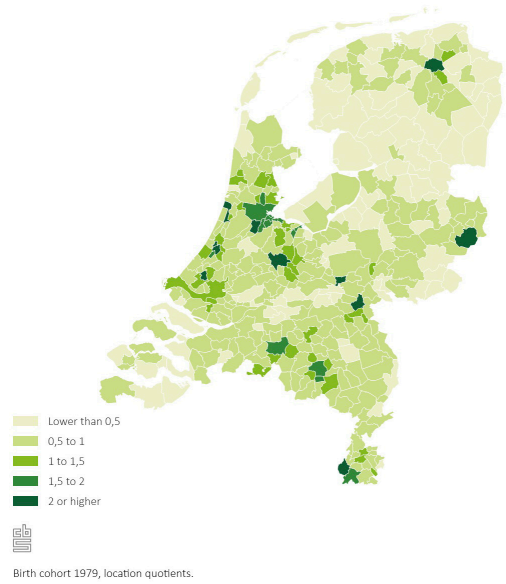 Lower than 0,5
0,5 to 1
1 to 1,5
1,5 to 2
2 or higher
cbs
Birth cohort 1979, location quotients.